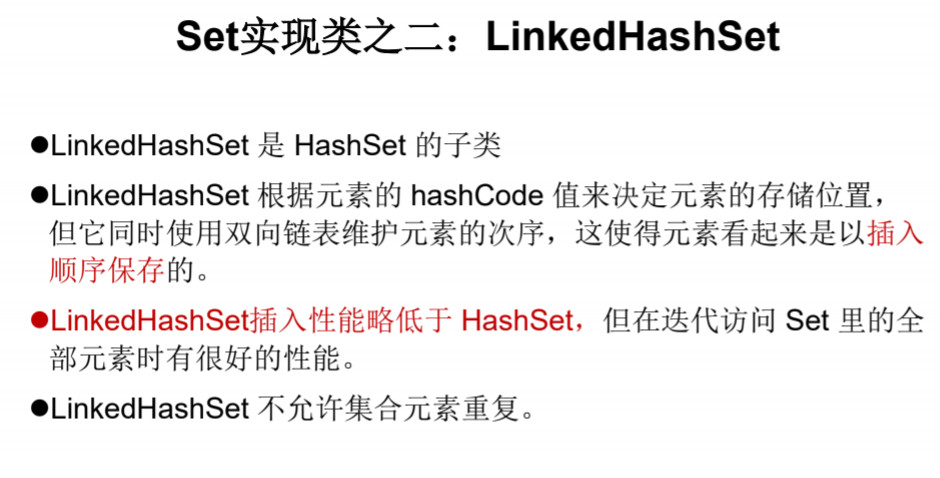 Set实现类之二：LinkedHashSet
●LinkedHashSet 是 HashSet 的子类
●LinkedHashSet 根据元素的 hashCode 值来决定元素的存储位置，
但它同时使用双向链表维护元素的次序，这使得元素看起来是以插入
顺序保存的。
●LinkedHashSet插入性能略低于 HashSet，但在迭代访问 Set 里的全
部元素时有很好的性能。
●LinkedHashSet 不允许集合元素重复。